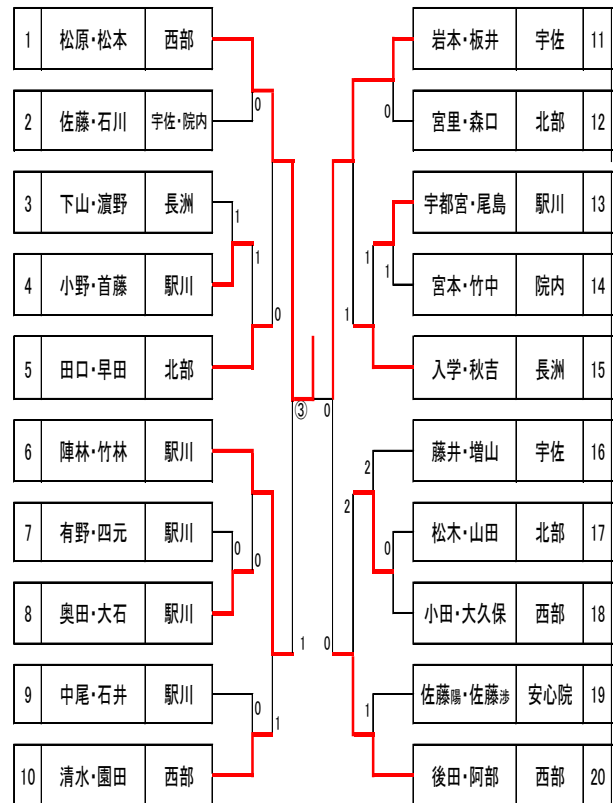 1 松原・松本 西部
0
2 佐藤・石川 宇佐・院内
3 下山・濵野 長洲
1
1
4 小野・首藤 駅川
0
5 田口・早田 北部
6 陣林・竹林 駅川
7 有野・四元 駅川
0
0
8 奥田・大石 駅川
1
9 中尾・石井 駅川
0
1
10 清水・園田 西部
③ 0
岩本・板井 宇佐 11
0
宮里・森口 北部 12
宇都宮・尾島 駅川 13
1
1
宮本・竹中 院内 14
1
入学・秋吉 長洲 15
藤井・増山 宇佐 16
2
2
松木・山田 北部 17
0
小田・大久保 西部 18
0
佐藤陽・佐藤渉 安心院 19
1
後田・阿部 西部 20